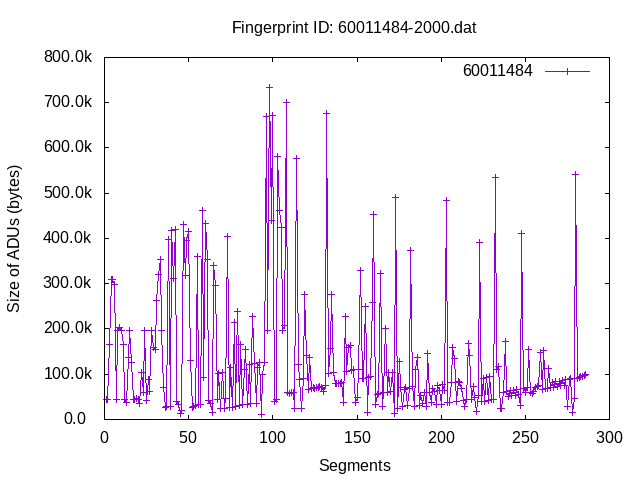 Fingerprint ID: 60011484-2000.dat
800.0k
60011484
700.0k
600.0k
500.0k
400.0k
300.0k
200.0k
100.0k
0.0
Size of ADUs (bytes)
0 50 100 150 200 250 300
Segments